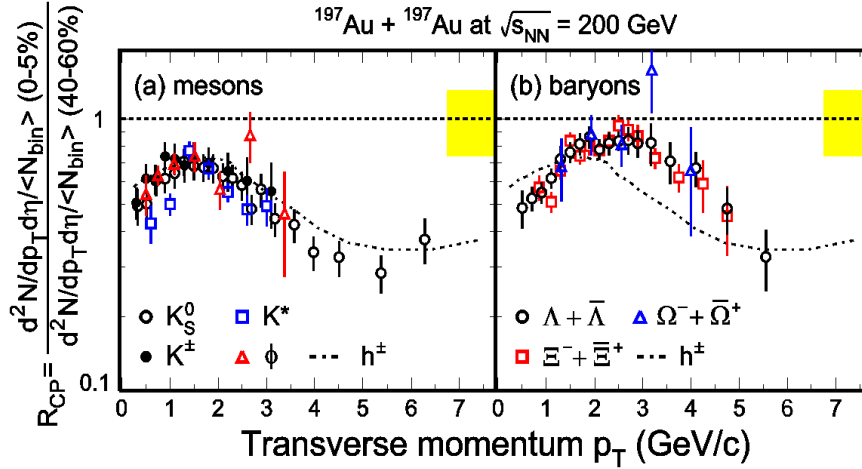 ¹⁹⁷Au + ¹⁹⁷Au at √sNN = 200 GeV
R_CP = d²N/dp_Tdη/<N_bin> (0-5%)
d²N/dp_Tdη/<N_bin> (40-60%)
(a) mesons
(b) baryons
1
0.1
K⁰_S K*
K± ϕ h±
Λ + Λ̅ Ω⁻ + Ω̅⁺
Ξ⁻ + Ξ̅⁺ h±
0 1 2 3 4 5 6 7 0 1 2 3 4 5 6 7
Transverse momentum p_T (GeV/c)